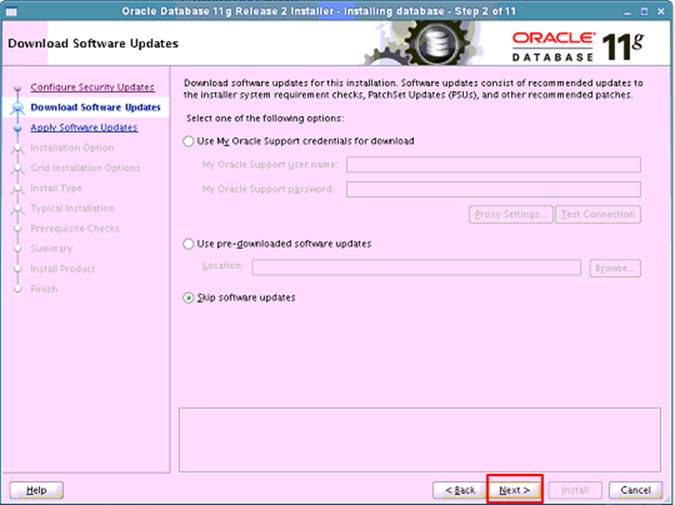 Oracle Database 11g Release 2 Installer - Installing database - Step 2 of 11
Download Software Updates
ORACLE
DATABASE 11g
Configure Security Updates
Download Software Updates
Apply Software Updates
Installation Option
Grid Installation Options
Install Type
Typical Installation
Prerequisite Checks
Summary
Install Product
Finish
Download software updates for this installation. Software updates consist of recommended updates to
the installer system requirement checks, PatchSet Updates (PSUs), and other recommended patches.
Select one of the following options:
Use My Oracle Support credentials for download
My Oracle Support user name:
My Oracle Support password:
Proxy Settings... Test Connection
Use pre-downloaded software updates
Location: Browse...
Skip software updates
Help < Back Next > Install Cancel